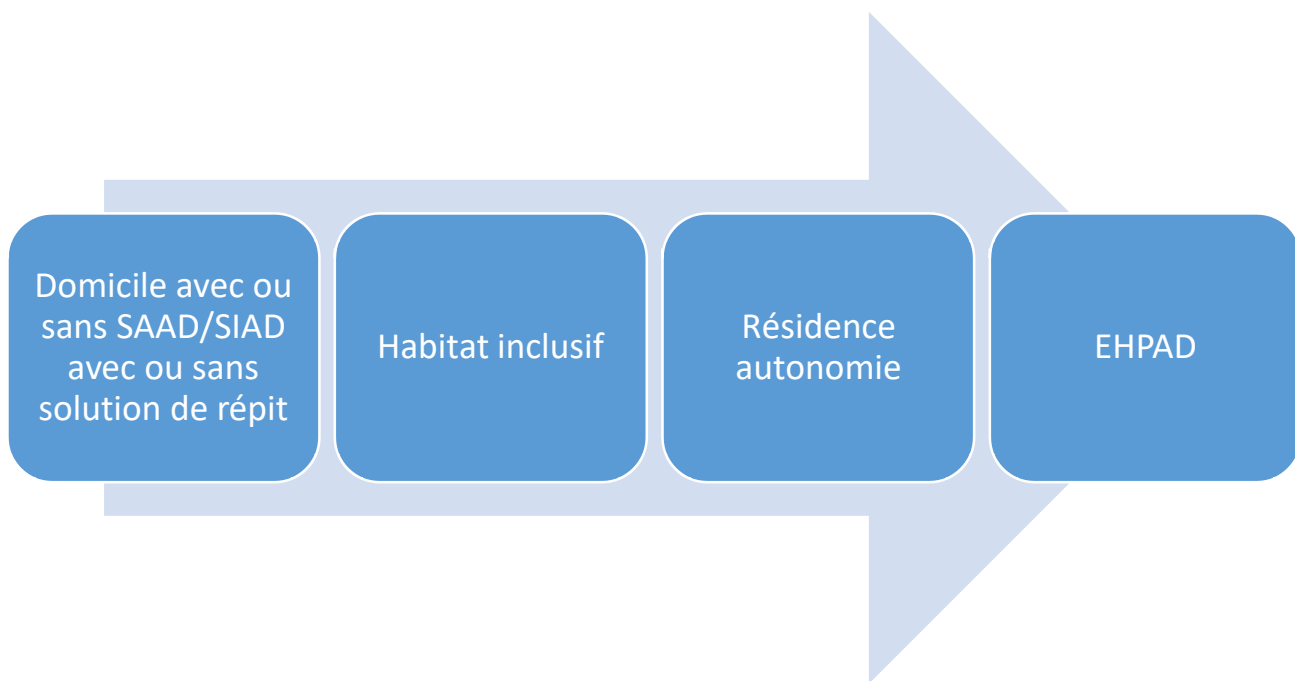 Domicile avec ou
sans SAAD/SIAD
avec ou sans
solution de répit
Habitat inclusif
Résidence
autonomie
EHPAD